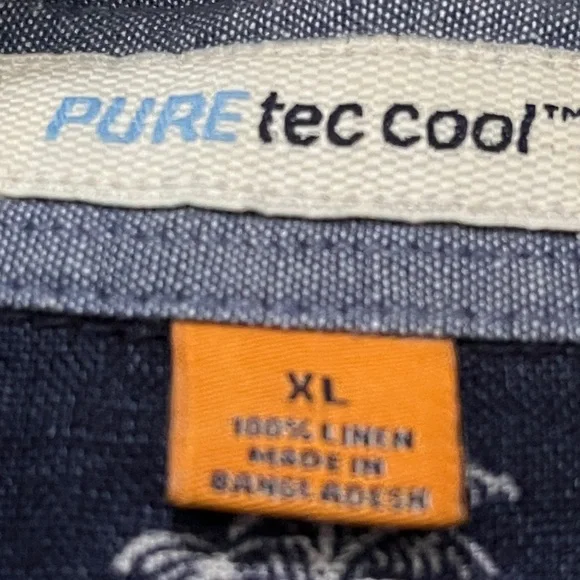 PURE tec cool™
XL
100% LINEN
MADE IN
BANGLADESH